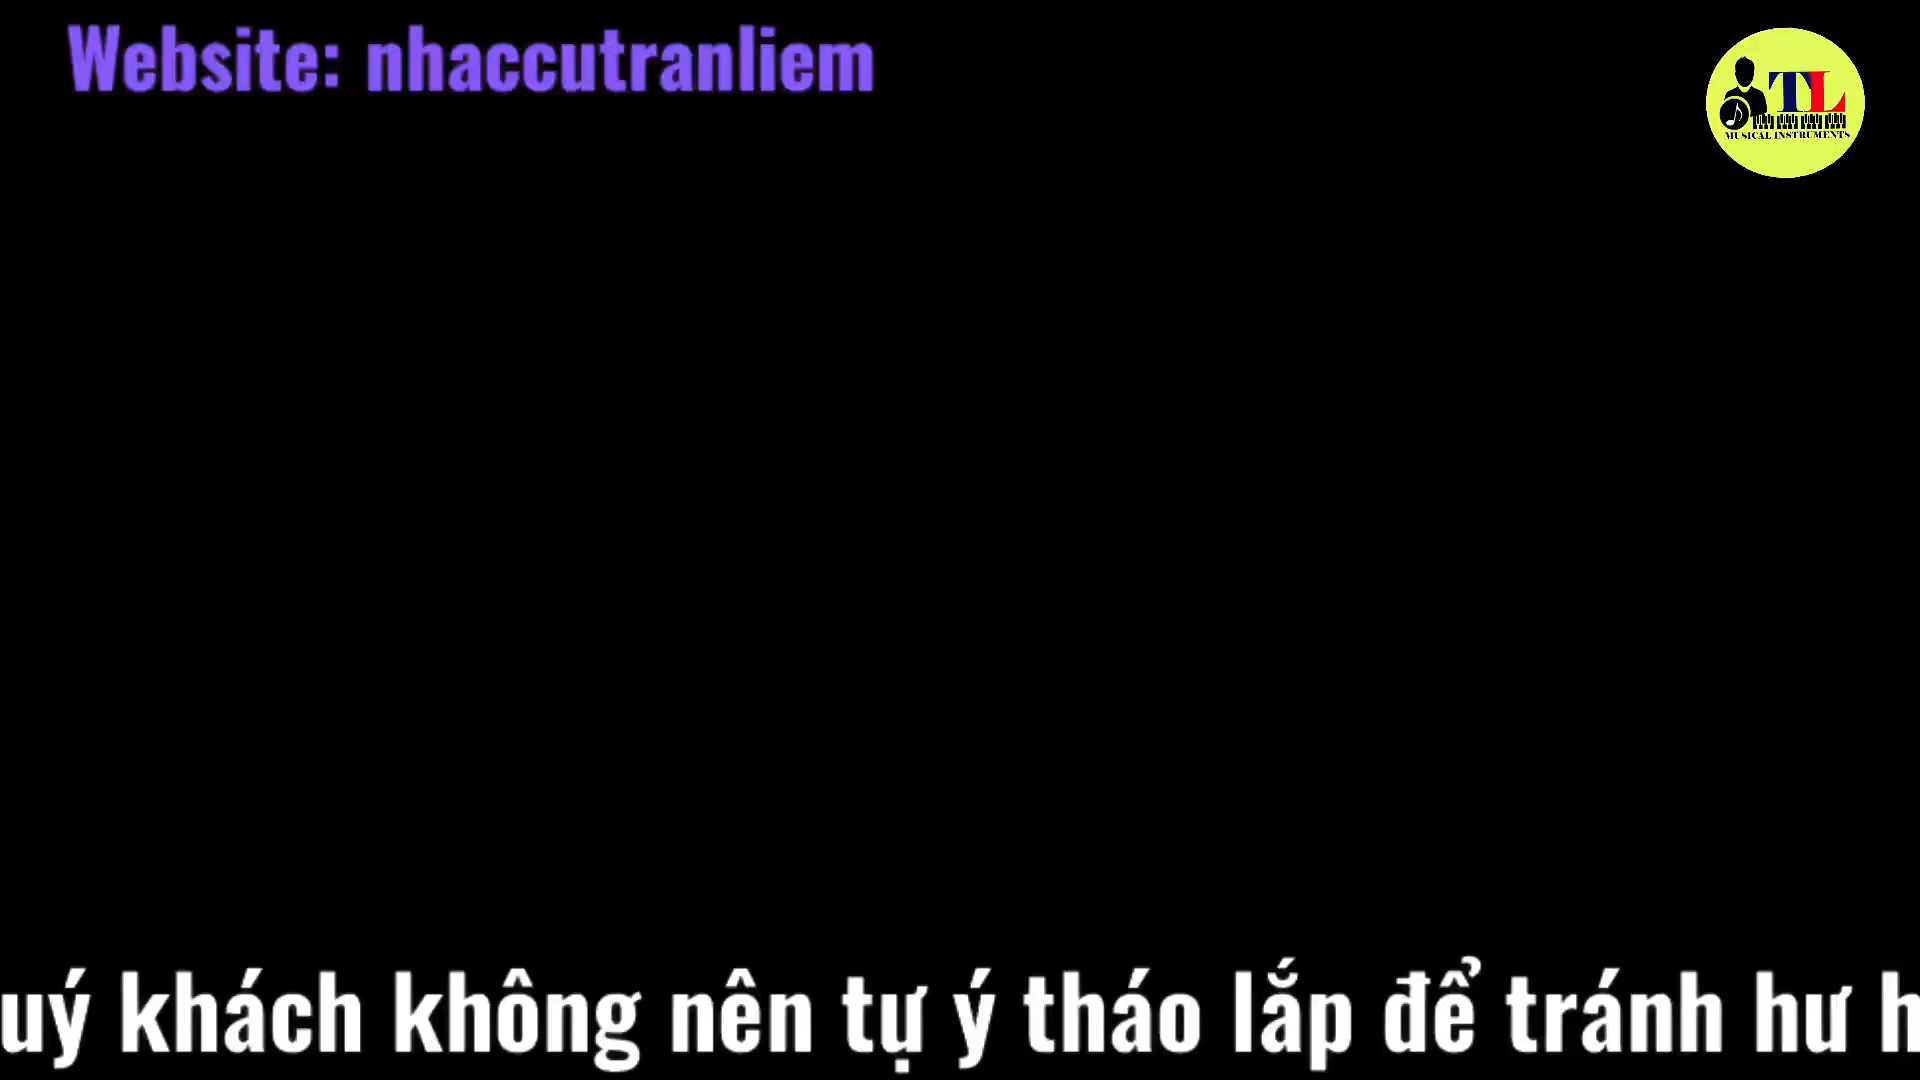 Website: nhaccutranliem
TL
MUSICAL INSTRUMENTS
uý khách không nên tự ý tháo lắp để tránh hư h